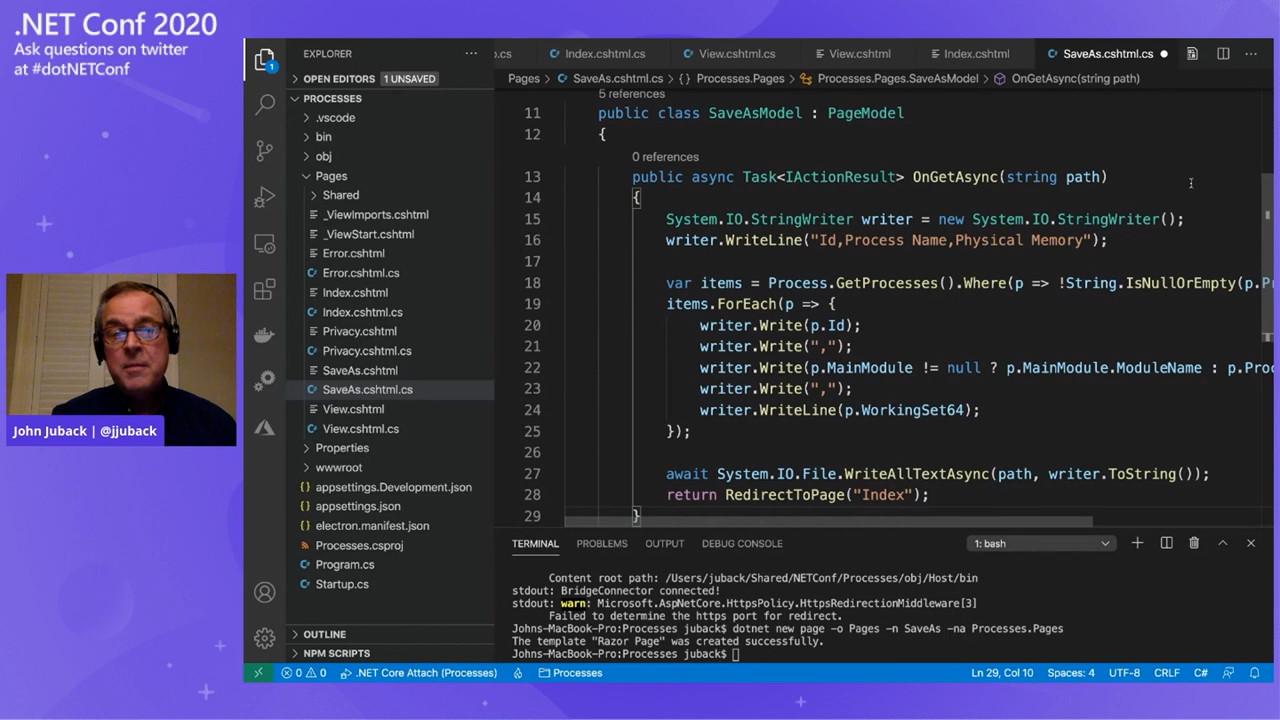 .NET Conf 2020
Ask questions on twitter
at #dotNETConf
John Juback | @jjuback
EXPLORER
OPEN EDITORS 1 UNSAVED
PROCESSES
.vscode
bin
obj
Pages
Shared
_ViewImports.cshtml
_ViewStart.cshtml
Error.cshtml
Error.cshtml.cs
Index.cshtml
Index.cshtml.cs
Privacy.cshtml
Privacy.cshtml.cs
SaveAs.cshtml
SaveAs.cshtml.cs
View.cshtml
View.cshtml.cs
Properties
wwwroot
appsettings.Development.json
appsettings.json
electron.manifest.json
Processes.csproj
Program.cs
Startup.cs
OUTLINE
NPM SCRIPTS
p.cs Index.cshtml.cs View.cshtml.cs View.cshtml Index.cshtml SaveAs.cshtml.cs
Pages > SaveAs.cshtml.cs > {} Processes.Pages > Processes.Pages.SaveAsModel > OnGetAsync(string path)
5 references
11 public class SaveAsModel : PageModel
12 {
0 references
13 public async Task<IActionResult> OnGetAsync(string path)
14 {
15 System.IO.StringWriter writer = new System.IO.StringWriter();
16 writer.WriteLine("Id,Process Name,Physical Memory");
17
18 var items = Process.GetProcesses().Where(p => !String.IsNullOrEmpty(p.Pr
19 items.ForEach(p => {
20 writer.Write(p.Id);
21 writer.Write(",");
22 writer.Write(p.MainModule != null ? p.MainModule.ModuleName : p.Proc
23 writer.Write(",");
24 writer.WriteLine(p.WorkingSet64);
25 });
26
27 await System.IO.File.WriteAllTextAsync(path, writer.ToString());
28 return RedirectToPage("Index");
29 }
TERMINAL PROBLEMS OUTPUT DEBUG CONSOLE 1: bash
Content root path: /Users/juback/Shared/NETConf/Processes/obj/Host/bin
stdout: BridgeConnector connected!
stdout: warn: Microsoft.AspNetCore.HttpsPolicy.HttpsRedirectionMiddleware[3]
Failed to determine the https port for redirect.
Johns-MacBook-Pro:Processes juback$ dotnet new page -o Pages -n SaveAs -na Processes.Pages
The template "Razor Page" was created successfully.
Johns-MacBook-Pro:Processes juback$
0 0 .NET Core Attach (Processes) Processes Ln 29, Col 10 Spaces: 4 UTF-8 CRLF C#